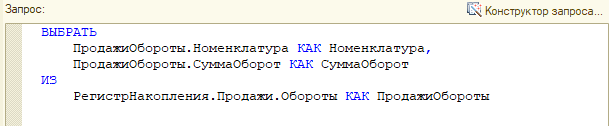 Запрос:
Конструктор запроса...
ВЫБРАТЬ
ПродажиОбороты.Номенклатура КАК Номенклатура,
ПродажиОбороты.СуммаОборот КАК СуммаОборот
ИЗ
РегистрНакопления.Продажи.Обороты КАК ПродажиОбороты